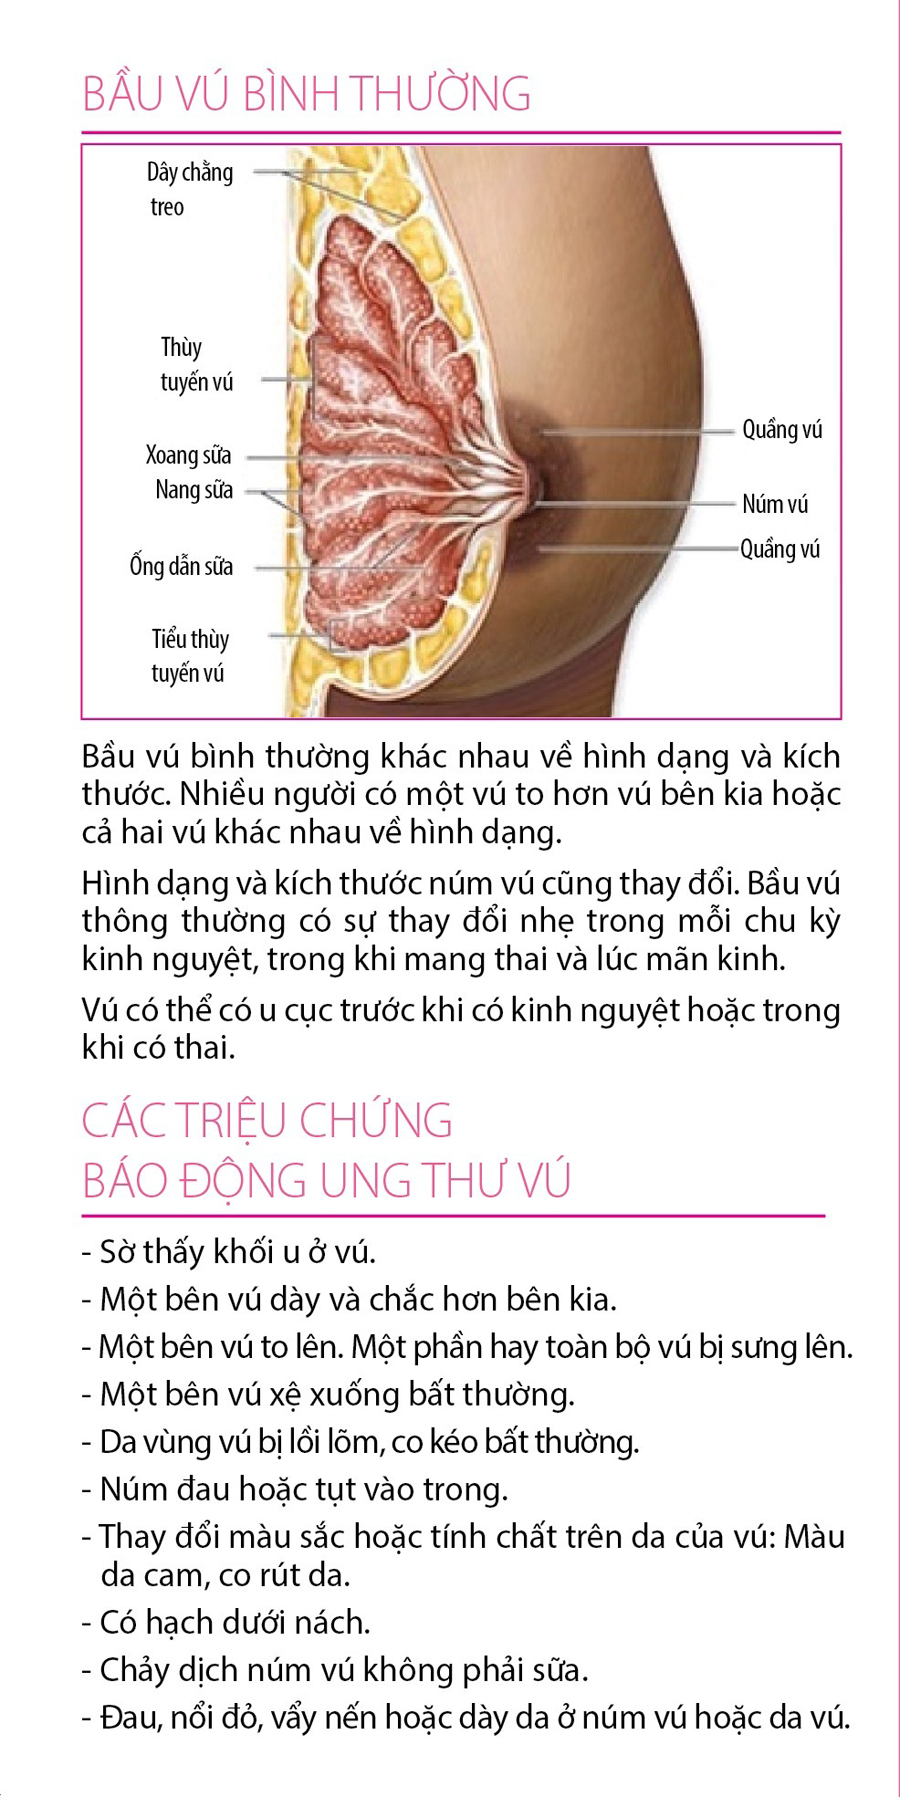 BẦU VÚ BÌNH THƯỜNG
Dây chằng
treo
Thùy
tuyến vú
Xoang sữa
Nang sữa
Ống dẫn sữa
Tiểu thùy
tuyến vú
Quầng vú
Núm vú
Quầng vú
Bầu vú bình thường khác nhau về hình dạng và kích
thước. Nhiều người có một vú to hơn vú bên kia hoặc
cả hai vú khác nhau về hình dạng.
Hình dạng và kích thước núm vú cũng thay đổi. Bầu vú
thông thường có sự thay đổi nhẹ trong mỗi chu kỳ
kinh nguyệt, trong khi mang thai và lúc mãn kinh.
Vú có thể có u cục trước khi có kinh nguyệt hoặc trong
khi có thai.
CÁC TRIỆU CHỨNG
BÁO ĐỘNG UNG THƯ VÚ
- Sờ thấy khối u ở vú.
- Một bên vú dày và chắc hơn bên kia.
- Một bên vú to lên. Một phần hay toàn bộ vú bị sưng lên.
- Một bên vú xệ xuống bất thường.
- Da vùng vú bị lồi lõm, co kéo bất thường.
- Núm đau hoặc tụt vào trong.
- Thay đổi màu sắc hoặc tính chất trên da của vú: Màu
da cam, co rút da.
- Có hạch dưới nách.
- Chảy dịch núm vú không phải sữa.
- Đau, nổi đỏ, vẩy nến hoặc dày da ở núm vú hoặc da vú.